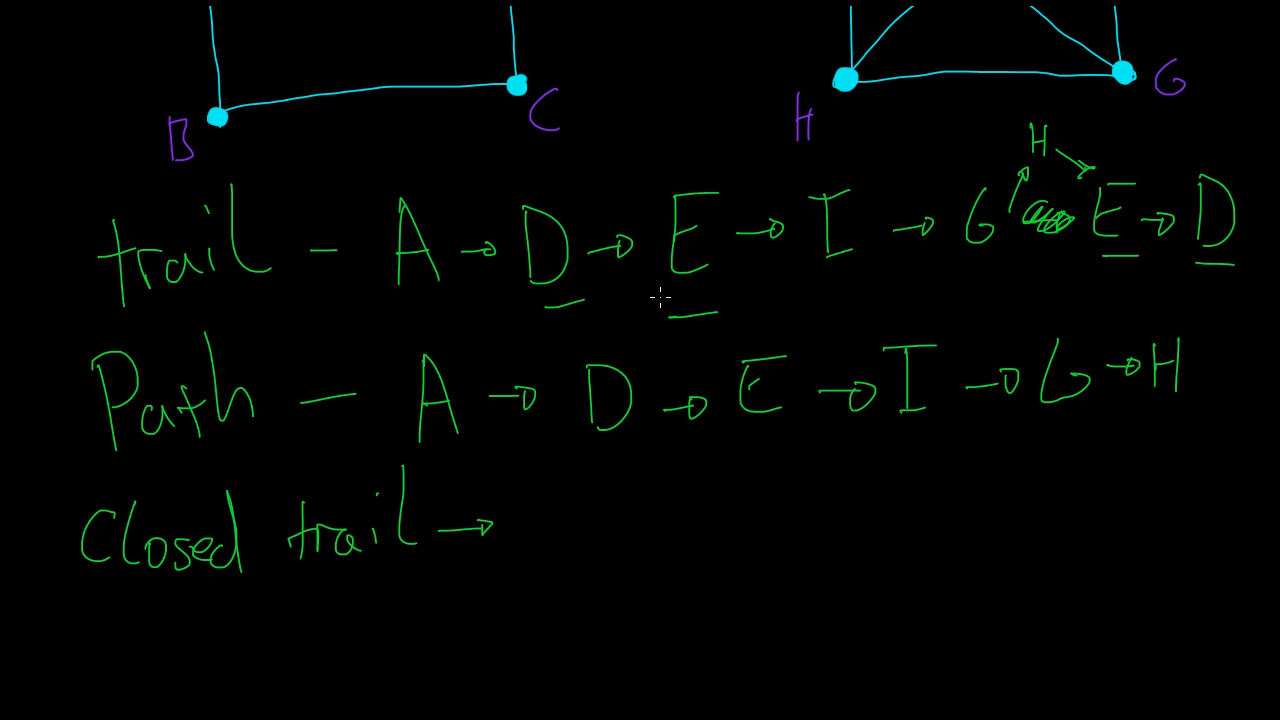 B C H G
H
trail - A → D → E → I → G E → D
Path - A → D → E → I → G → H
Closed trail →